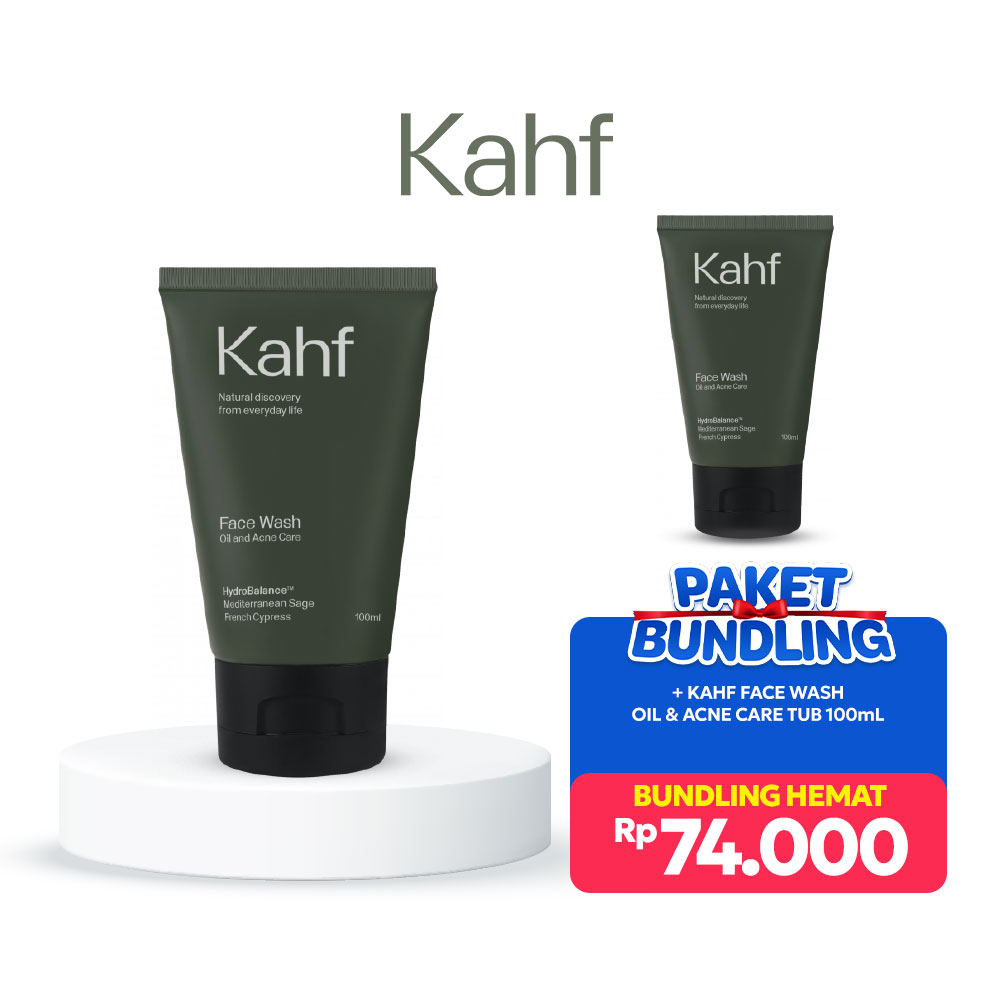 Kahf
Kahf
Natural discovery
from everyday life
Face Wash
Oil and Acne Care
HydroBalance™
Mediterranean Sage
French Cypress
100ml
Kahf
Natural discovery
from everyday life
Face Wash
Oil and Acne Care
HydroBalance™
Mediterranean Sage
French Cypress
100ml
PAKET
BUNDLING
+ KAHF FACE WASH
OIL & ACNE CARE TUB 100mL
BUNDLING HEMAT
Rp74.000